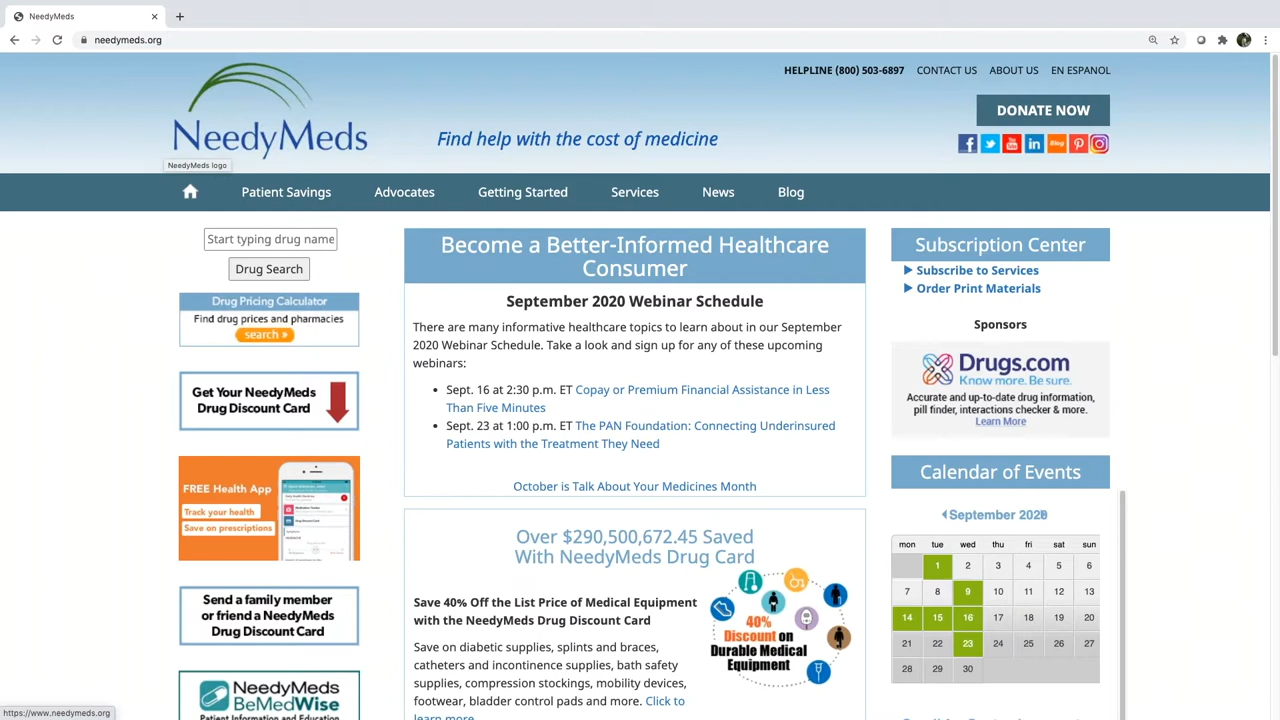 NeedyMeds
needymeds.org
HELPLINE (800) 503-6897 CONTACT US ABOUT US EN ESPANOL
DONATE NOW
NeedyMeds
Find help with the cost of medicine
Blog
NeedyMeds logo
Patient Savings Advocates Getting Started Services News Blog
Start typing drug name
Drug Search
Drug Pricing Calculator
Find drug prices and pharmacies
search »
Get Your NeedyMeds
Drug Discount Card
FREE Health App
Track your health
Save on prescriptions
Send a family member
or friend a NeedyMeds
Drug Discount Card
NeedyMeds
BeMedWise
Patient Information and Education
Become a Better-Informed Healthcare
Consumer
September 2020 Webinar Schedule
There are many informative healthcare topics to learn about in our September
2020 Webinar Schedule. Take a look and sign up for any of these upcoming
webinars:
• Sept. 16 at 2:30 p.m. ET Copay or Premium Financial Assistance in Less
Than Five Minutes
• Sept. 23 at 1:00 p.m. ET The PAN Foundation: Connecting Underinsured
Patients with the Treatment They Need
October is Talk About Your Medicines Month
Over $290,500,672.45 Saved
With NeedyMeds Drug Card
Save 40% Off the List Price of Medical Equipment
with the NeedyMeds Drug Discount Card
Save on diabetic supplies, splints and braces,
catheters and incontinence supplies, bath safety
supplies, compression stockings, mobility devices,
footwear, bladder control pads and more. Click to
learn more
40%
Discount on
Durable Medical
Equipment
Subscription Center
Subscribe to Services
Order Print Materials
Sponsors
Drugs.com
Know more. Be sure.
Accurate and up-to-date drug information,
pill finder, interactions checker & more.
Learn More
Calendar of Events
September 2020
mon tue wed thu fri sat sun
1 2 3 4 5 6
7 8 9 10 11 12 13
14 15 16 17 18 19 20
21 22 23 24 25 26 27
28 29 30
https://www.needymeds.org